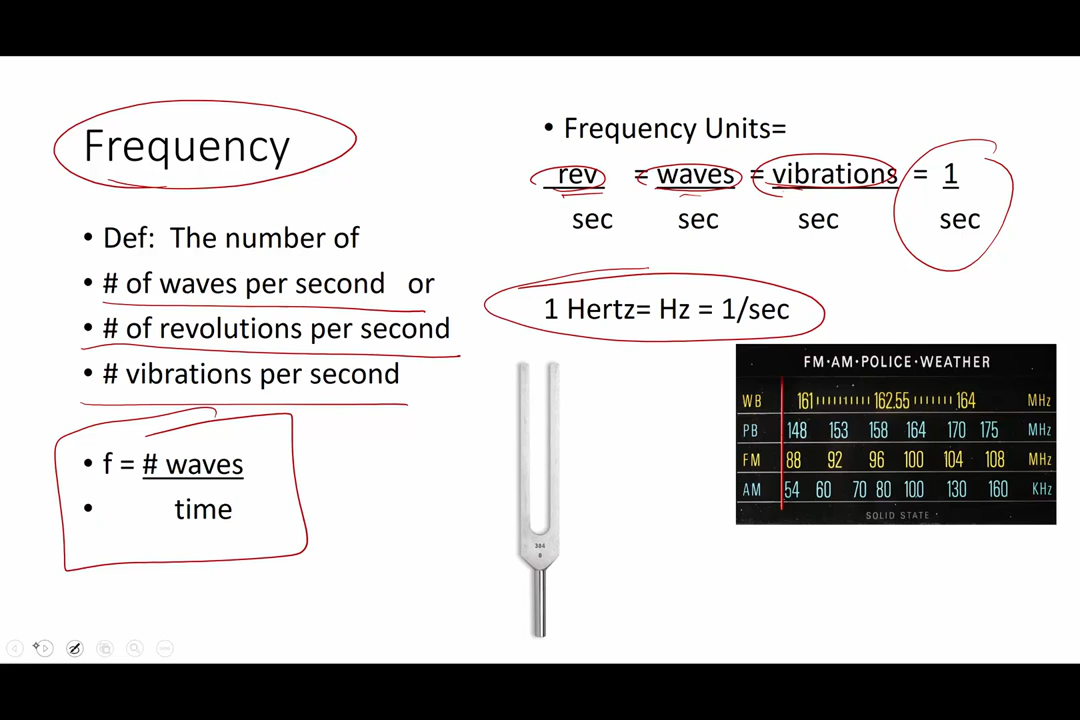 Frequency
• Def: The number of
• # of waves per second or
• # of revolutions per second
• # vibrations per second
• f = # waves
• time
• Frequency Units=
rev = waves = vibrations = 1
sec sec sec sec
1 Hertz= Hz = 1/sec
384
B
FM·AM·POLICE·WEATHER
WB 161 162.55 164 MHz
PB 148 153 158 164 170 175 MHz
FM 88 92 96 100 104 108 MHz
AM 54 60 70 80 100 130 160 KHz
SOLID STATE